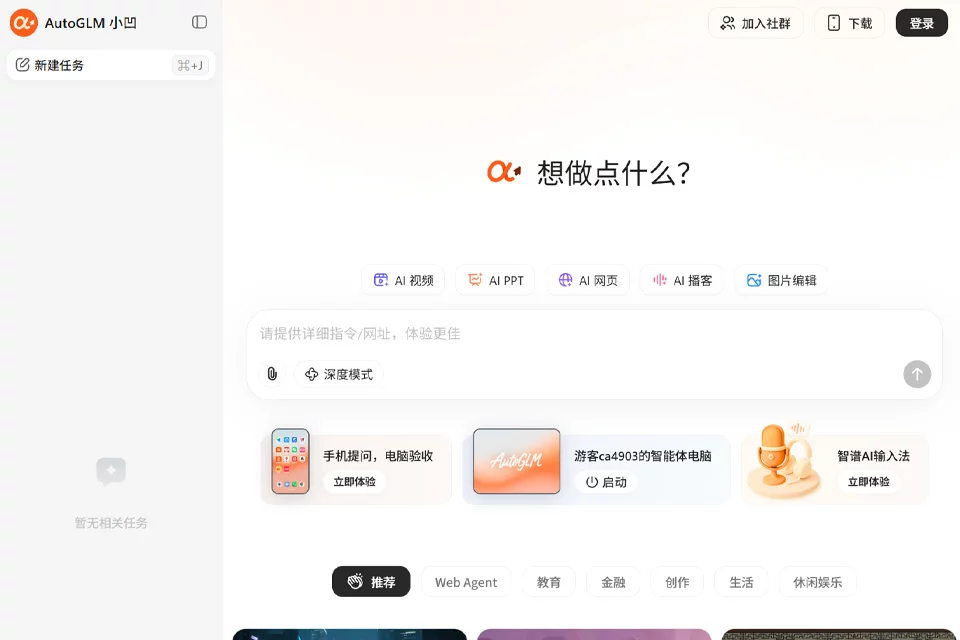 AutoGLM 小凹
新建任务
⌘+J
暂无相关任务
加入社群
下载
登录
想做点什么?
AI 视频
AI PPT
AI 网页
AI 播客
图片编辑
请提供详细指令/网址，体验更佳
深度模式
手机提问，电脑验收
立即体验
AutoGLM
游客ca4903的智能体电脑
启动
智谱AI输入法
立即体验
推荐
Web Agent
教育
金融
创作
生活
休闲娱乐